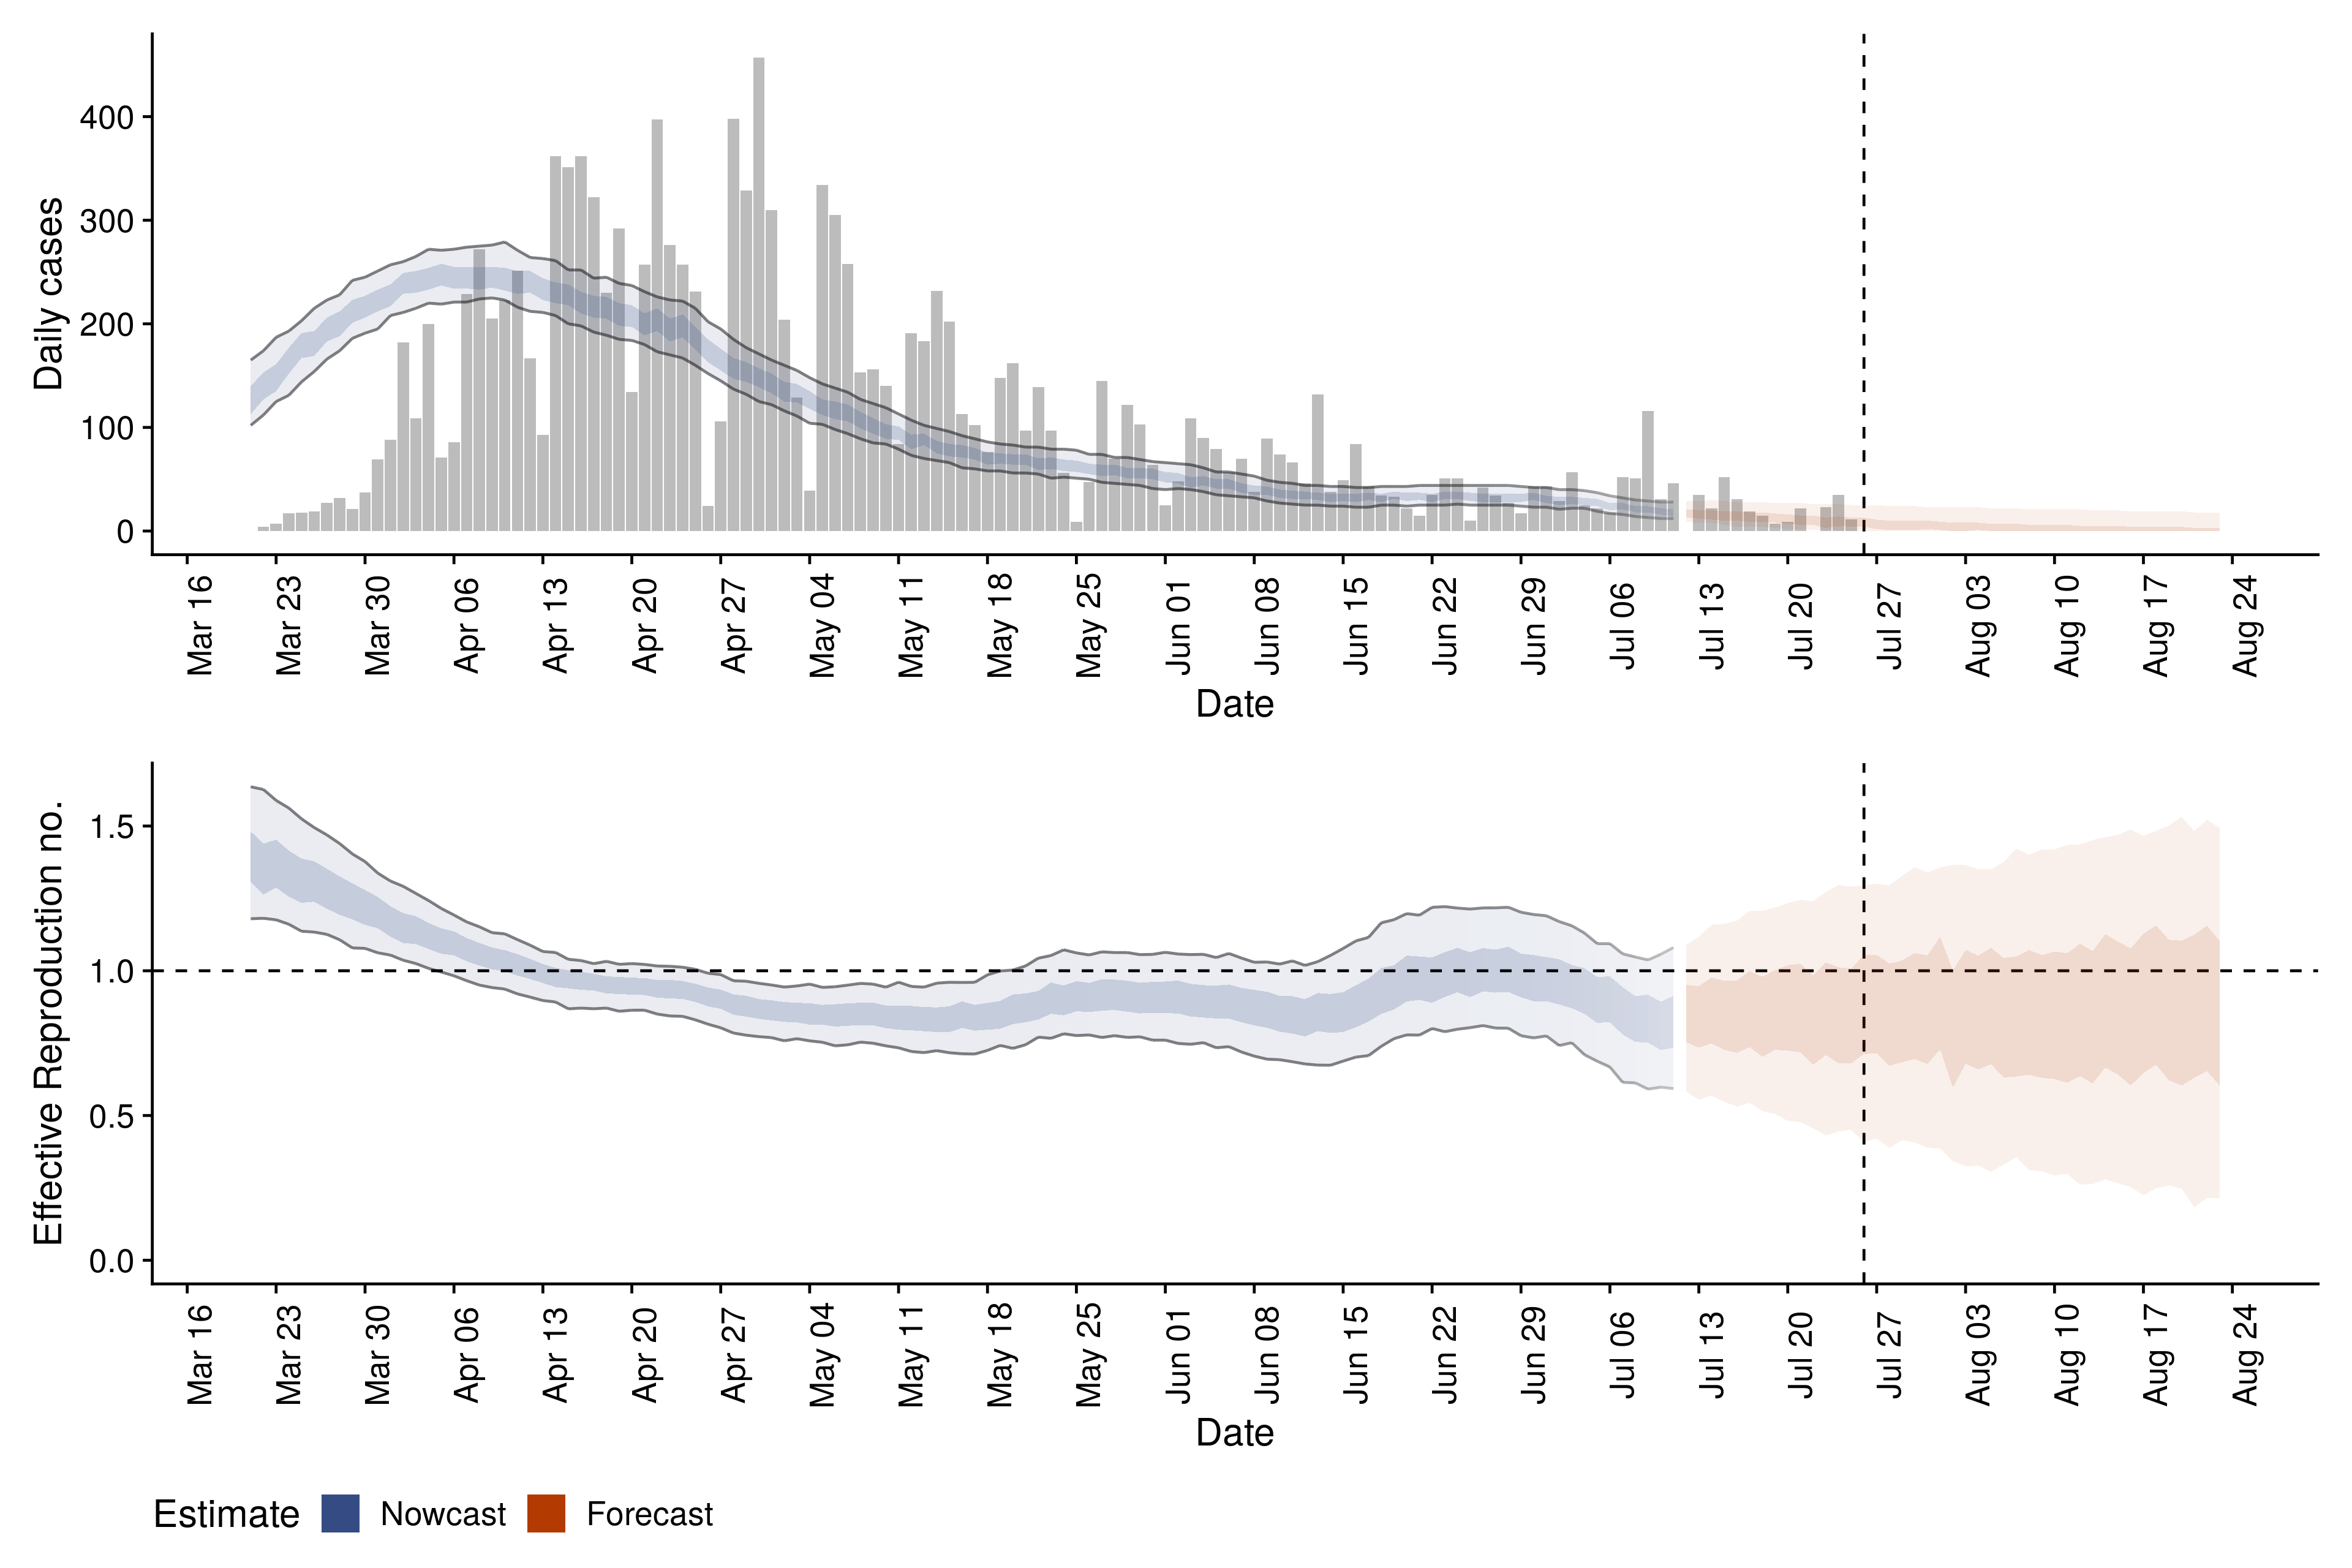 Daily cases
400
300
200
100
0
Mar 16
Mar 23
Mar 30
Apr 06
Apr 13
Apr 20
Apr 27
May 04
May 11
May 18
May 25
Jun 01
Jun 08
Jun 15
Jun 22
Jun 29
Jul 06
Jul 13
Jul 20
Jul 27
Aug 03
Aug 10
Aug 17
Aug 24
Date
Effective Reproduction no.
1.5
1.0
0.5
0.0
Mar 16
Mar 23
Mar 30
Apr 06
Apr 13
Apr 20
Apr 27
May 04
May 11
May 18
May 25
Jun 01
Jun 08
Jun 15
Jun 22
Jun 29
Jul 06
Jul 13
Jul 20
Jul 27
Aug 03
Aug 10
Aug 17
Aug 24
Date
Estimate Nowcast Forecast